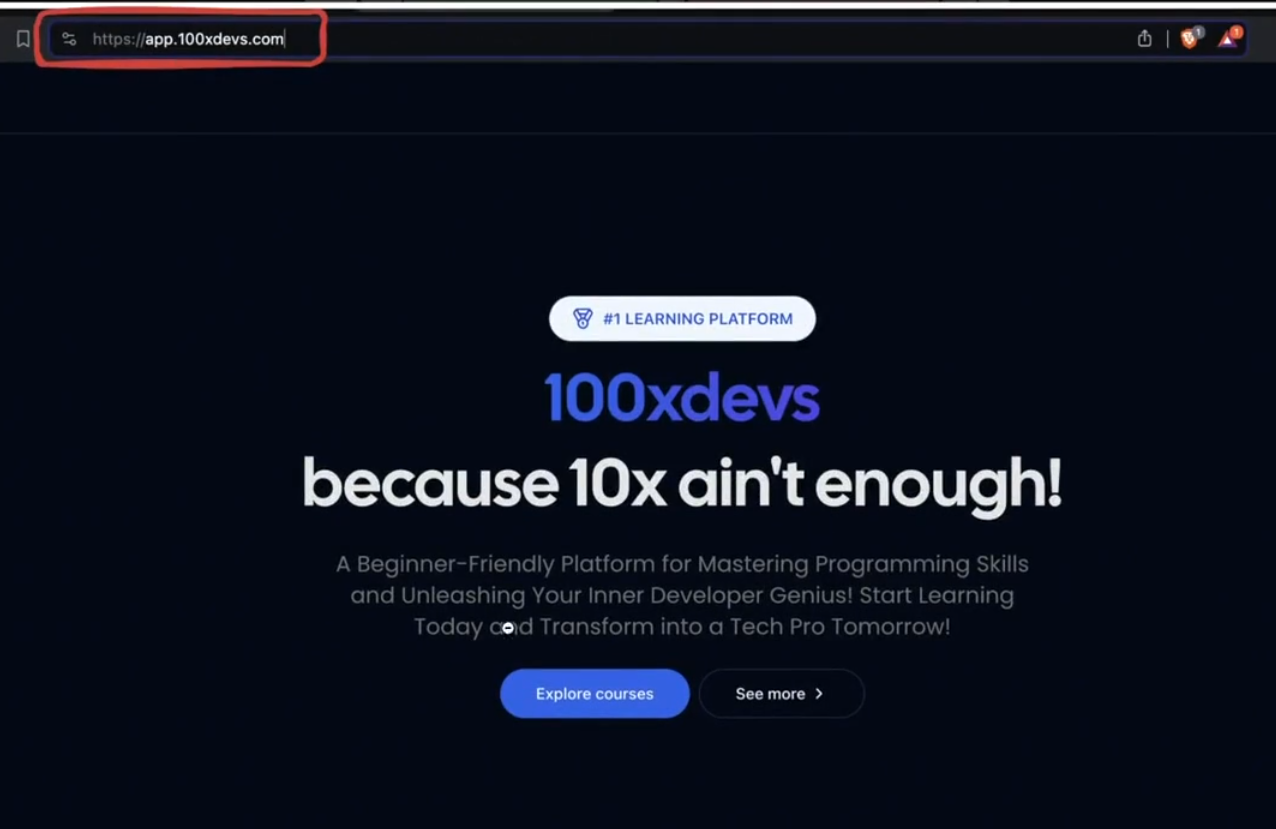 https://app.100xdevs.com
1
1
#1 LEARNING PLATFORM
100xdevs
because 10x ain't enough!
A Beginner-Friendly Platform for Mastering Programming Skills
and Unleashing Your Inner Developer Genius! Start Learning
Today and Transform into a Tech Pro Tomorrow!
Explore courses
See more